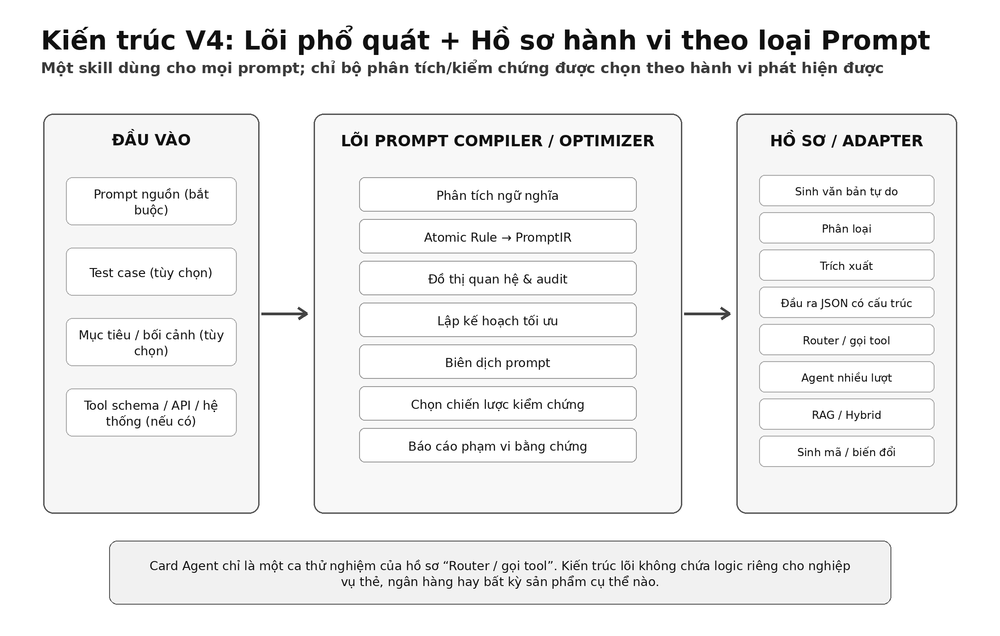 Kiến trúc V4: Lõi phổ quát + Hồ sơ hành vi theo loại Prompt
Một skill dùng cho mọi prompt; chỉ bộ phân tích/kiểm chứng được chọn theo hành vi phát hiện được
ĐẦU VÀO
Prompt nguồn (bắt
buộc)
Test case (tùy chọn)
Mục tiêu / bối cảnh (tùy
chọn)
Tool schema / API / hệ
thống (nếu có)
LÕI PROMPT COMPILER / OPTIMIZER
Phân tích ngữ nghĩa
Atomic Rule → PromptIR
Đồ thị quan hệ & audit
Lập kế hoạch tối ưu
Biên dịch prompt
Chọn chiến lược kiểm chứng
Báo cáo phạm vi bằng chứng
HỒ SƠ / ADAPTER
Sinh văn bản tự do
Phân loại
Trích xuất
Đầu ra JSON có cấu trúc
Router / gọi tool
Agent nhiều lượt
RAG / Hybrid
Sinh mã / biến đổi
Card Agent chỉ là một ca thử nghiệm của hồ sơ “Router / gọi tool”. Kiến trúc lõi không chứa logic riêng cho nghiệp
vụ thẻ, ngân hàng hay bất kỳ sản phẩm cụ thể nào.